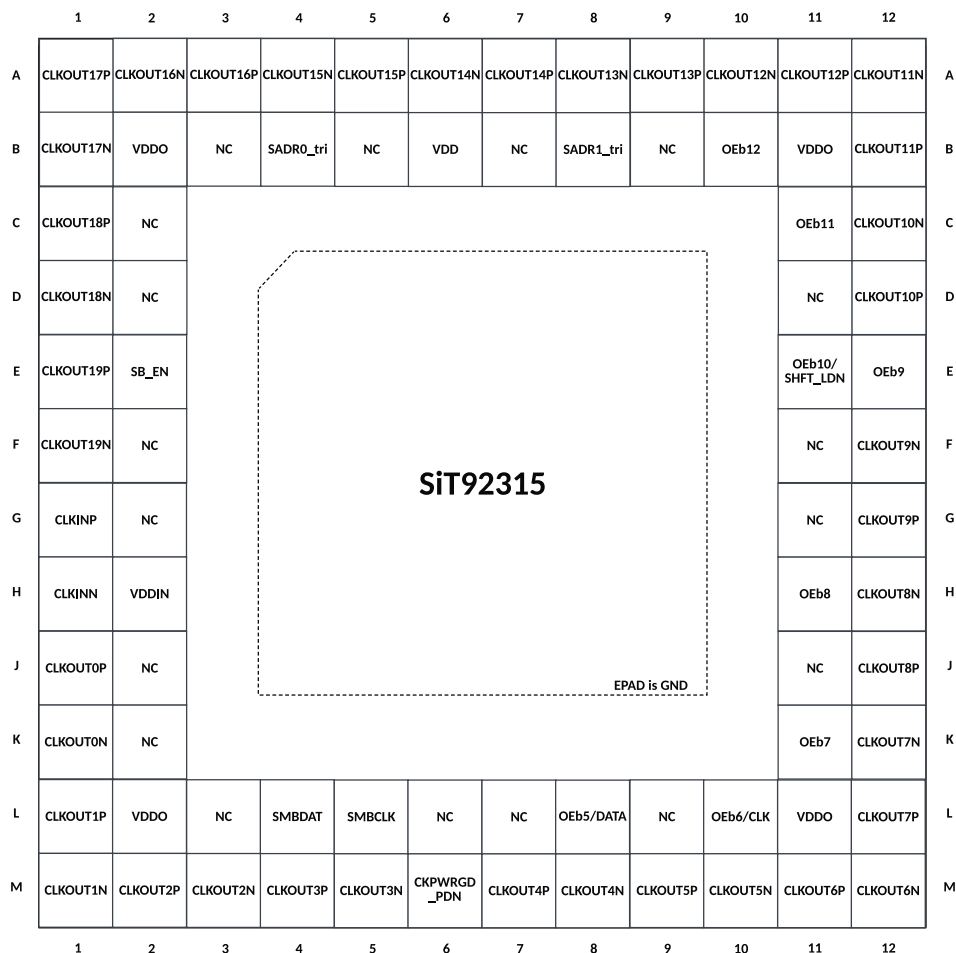 1 2 3 4 5 6 7 8 9 10 11 12
A CLKOUT17P CLKOUT16N CLKOUT16P CLKOUT15N CLKOUT15P CLKOUT14N CLKOUT14P CLKOUT13N CLKOUT13P CLKOUT12N CLKOUT12P CLKOUT11N A
B CLKOUT17N VDDO NC SADR0_tri NC VDD NC SADR1_tri NC OEb12 VDDO CLKOUT11P B
C CLKOUT18P NC OEb11 CLKOUT10N C
D CLKOUT18N NC NC CLKOUT10P D
E CLKOUT19P SB_EN OEb10/
SHFT_LDN OEb9 E
F CLKOUT19N NC NC CLKOUT9N F
SiT92315
G CLKINP NC NC CLKOUT9P G
H CLKINN VDDIN OEb8 CLKOUT8N H
J CLKOUT0P NC NC CLKOUT8P J
EPAD is GND
K CLKOUT0N NC OEb7 CLKOUT7N K
L CLKOUT1P VDDO NC SMBDAT SMBCLK NC NC OEb5/DATA NC OEb6/CLK VDDO CLKOUT7P L
M CLKOUT1N CLKOUT2P CLKOUT2N CLKOUT3P CLKOUT3N CKPWRGD
_PDN CLKOUT4P CLKOUT4N CLKOUT5P CLKOUT5N CLKOUT6P CLKOUT6N M
1 2 3 4 5 6 7 8 9 10 11 12